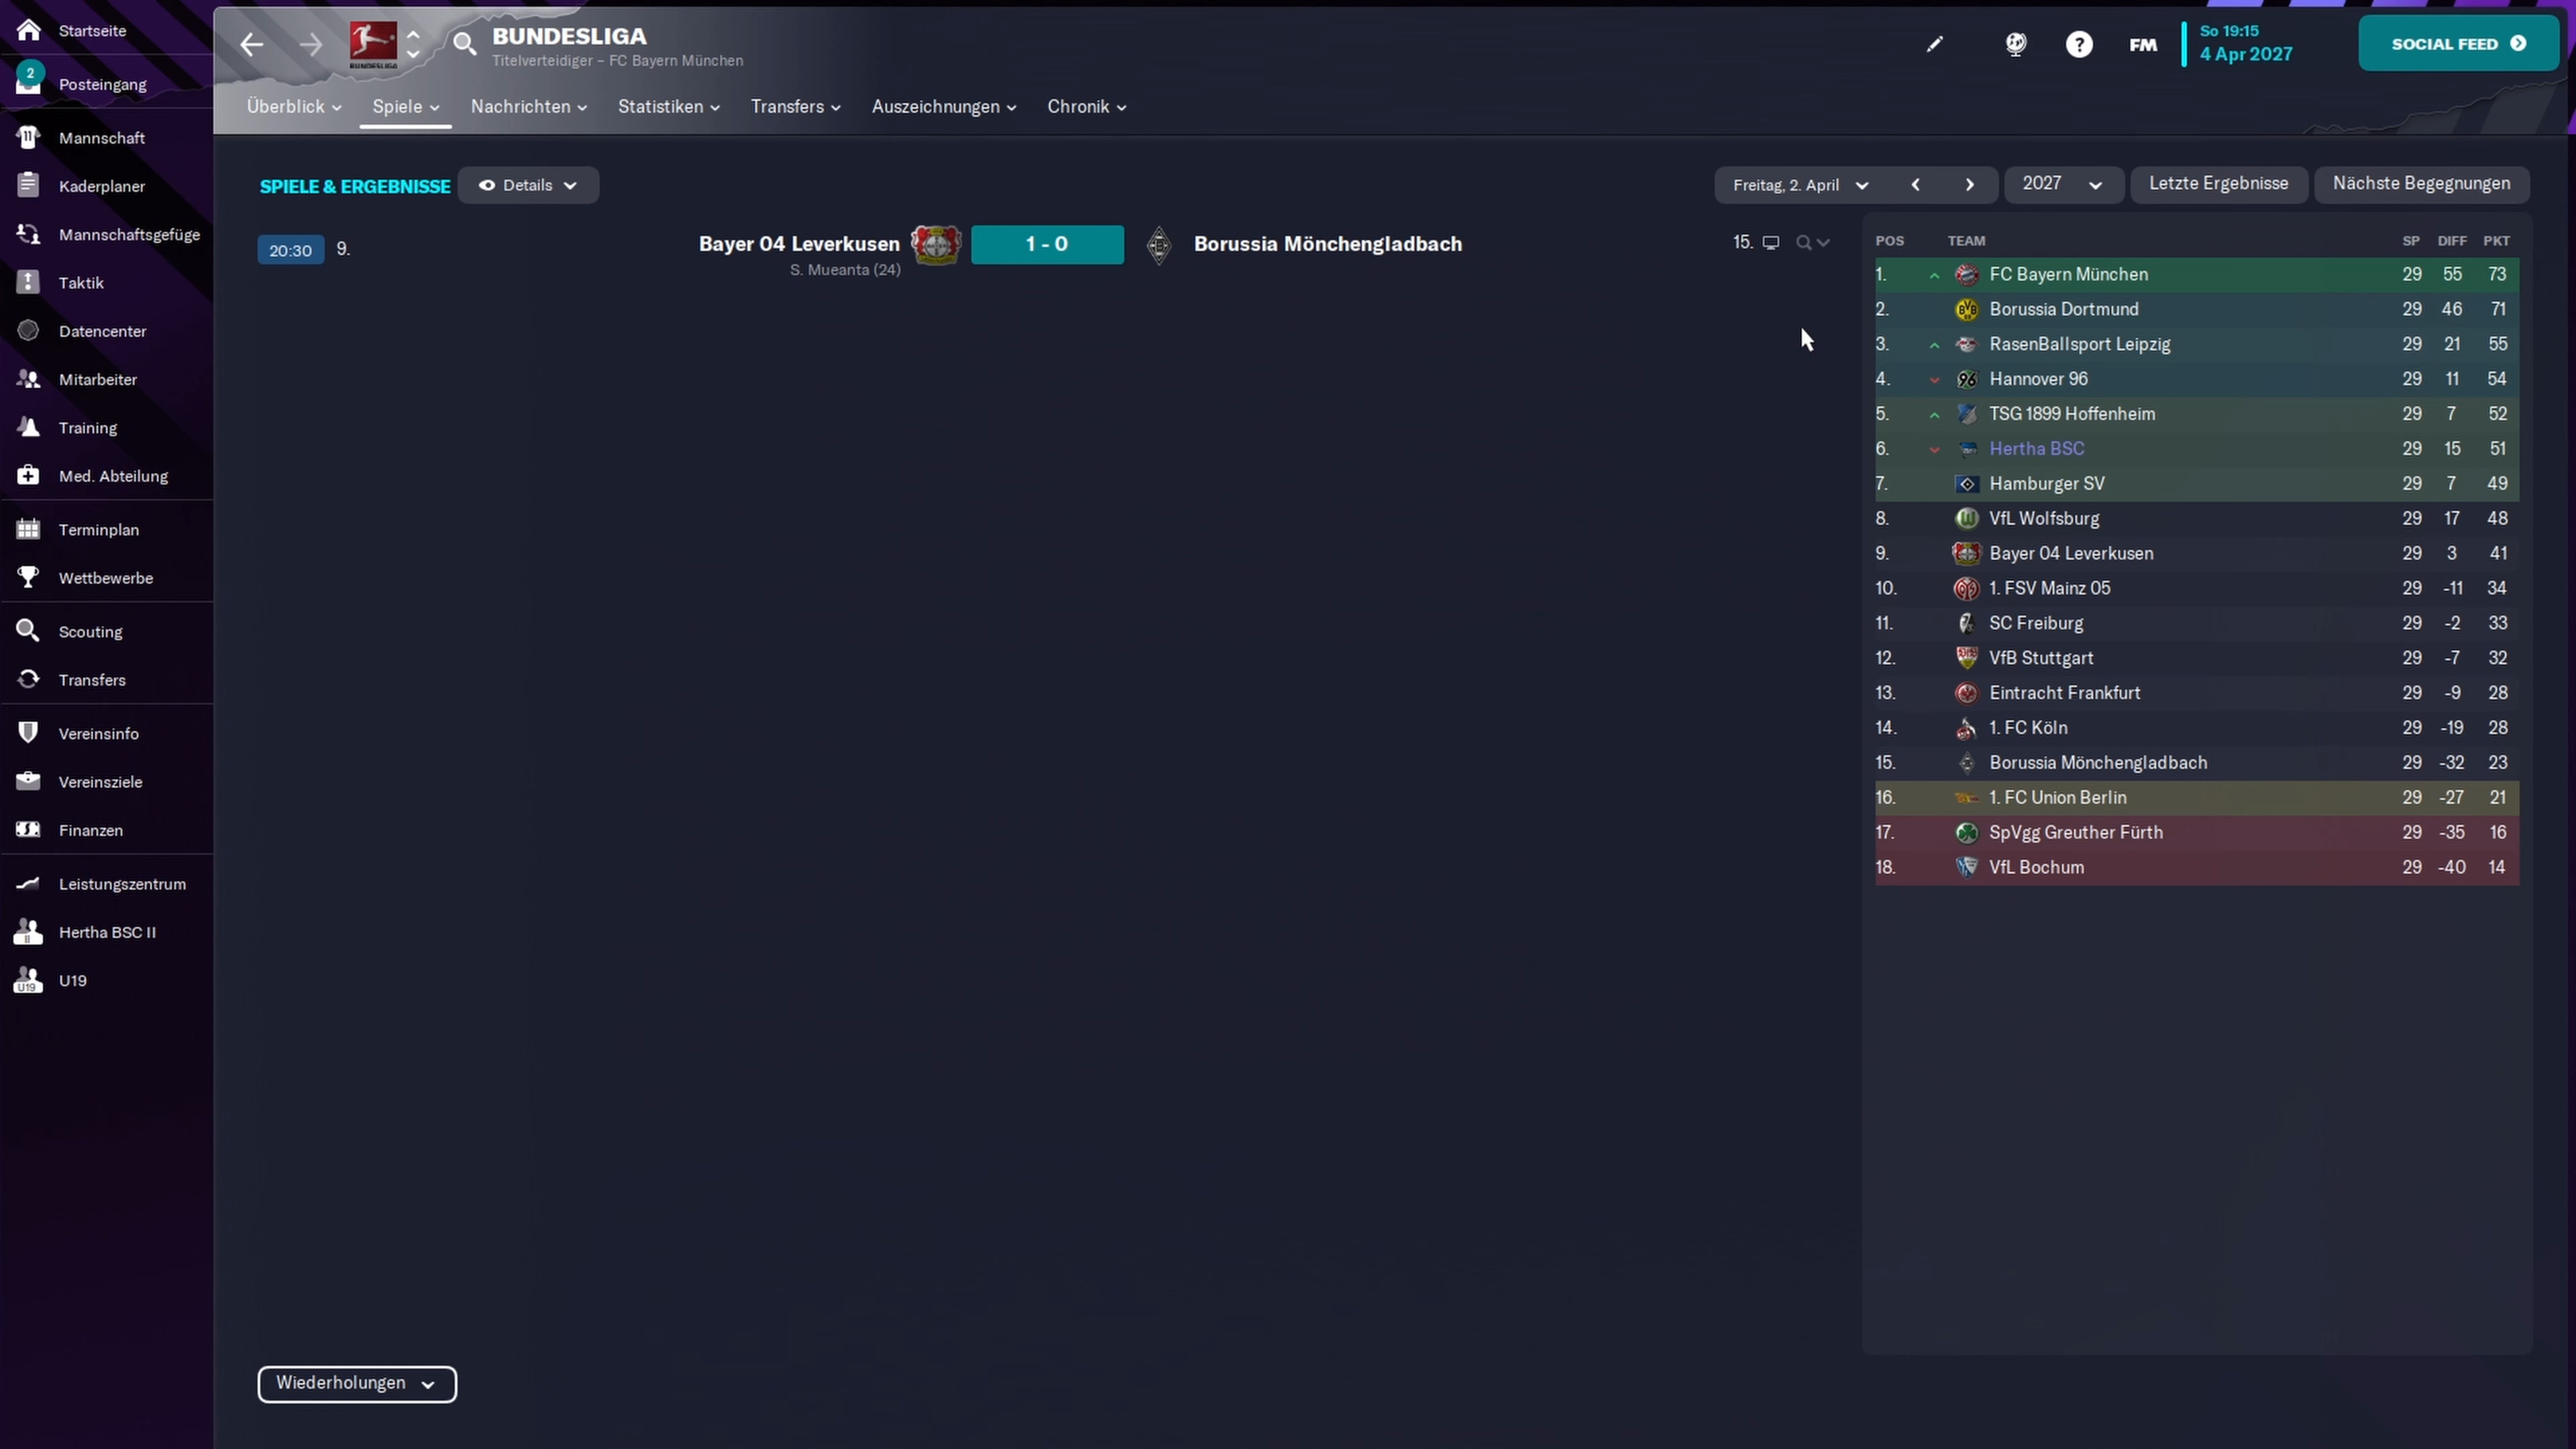 Startseite
2
Posteingang
Mannschaft
Kaderplaner
Mannschaftsgefüge
Taktik
Datencenter
Mitarbeiter
Training
Med. Abteilung
Terminplan
Wettbewerbe
Scouting
Transfers
Vereinsinfo
Vereinsziele
Finanzen
Leistungszentrum
Hertha BSC II
U19
BUNDESLIGA
Titelverteidiger – FC Bayern München
FM
So 19:15
4 Apr 2027
SOCIAL FEED
Überblick Spiele Nachrichten Statistiken Transfers Auszeichnungen Chronik
SPIELE & ERGEBNISSE Details
Freitag, 2. April 2027 Letzte Ergebnisse Nächste Begegnungen
20:30 9. Bayer 04 Leverkusen 1 - 0 Borussia Mönchengladbach 15.
S. Mueanta (24)
POS TEAM SP DIFF PKT
1. FC Bayern München 29 55 73
2. Borussia Dortmund 29 46 71
3. RasenBallsport Leipzig 29 21 55
4. Hannover 96 29 11 54
5. TSG 1899 Hoffenheim 29 7 52
6. Hertha BSC 29 15 51
7. Hamburger SV 29 7 49
8. VfL Wolfsburg 29 17 48
9. Bayer 04 Leverkusen 29 3 41
10. 1. FSV Mainz 05 29 -11 34
11. SC Freiburg 29 -2 33
12. VfB Stuttgart 29 -7 32
13. Eintracht Frankfurt 29 -9 28
14. 1. FC Köln 29 -19 28
15. Borussia Mönchengladbach 29 -32 23
16. 1. FC Union Berlin 29 -27 21
17. SpVgg Greuther Fürth 29 -35 16
18. VfL Bochum 29 -40 14
Wiederholungen